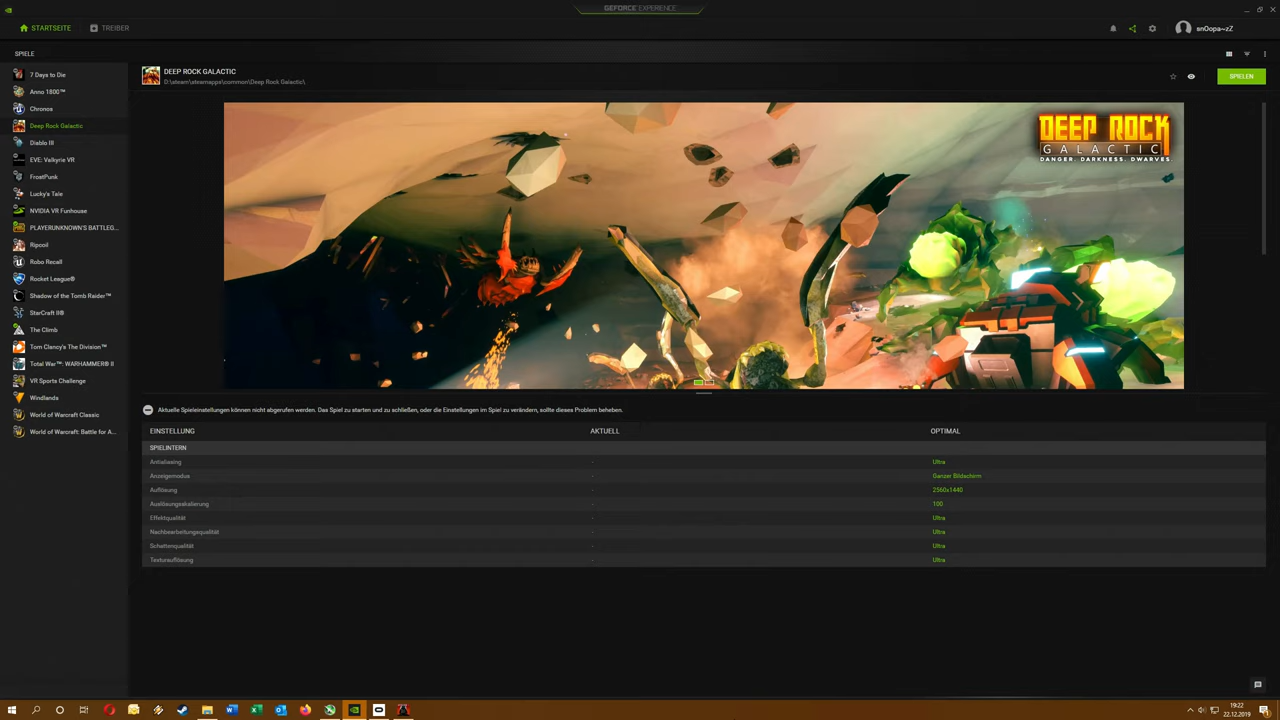 GEFORCE EXPERIENCE
STARTSEITE
TREIBER
enOopa~zZ
SPIELE
7 Days to Die
Anno 1800™
Chronos
Deep Rock Galactic
Diablo III
EVE: Valkyrie VR
FrostPunk
Lucky's Tale
NVIDIA VR Funhouse
PLAYERUNKNOWN'S BATTLEG...
Ripcoil
Robo Recall
Rocket League®
Shadow of the Tomb Raider™
StarCraft II®
The Climb
Tom Clancy's The Division™
Total War™: WARHAMMER® II
VR Sports Challenge
Windlands
World of Warcraft Classic
World of Warcraft: Battle for A...
DEEP ROCK GALACTIC
D:\steam\steamapps\common\Deep Rock Galactic\
SPIELEN
DEEP ROCK
GALACTIC
DANGER. DARKNESS. DWARVES.
Aktuelle Spieleinstellungen können nicht abgerufen werden. Das Spiel zu starten und zu schließen, oder die Einstellungen im Spiel zu verändern, sollte dieses Problem beheben.
EINSTELLUNG AKTUELL OPTIMAL
SPIELINTERN
Antialiasing - Ultra
Anzeigemodus - Ganzer Bildschirm
Auflösung - 2560x1440
Auslösungsskalierung - 100
Effektqualität - Ultra
Nachbearbeitungsqualität - Ultra
Schattenqualität - Ultra
Texturauflösung - Ultra
19:22
22.12.2019